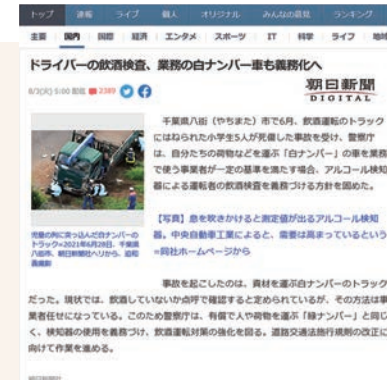 トップ 速報 ライブ 個人 オリジナル みんなの意見 ランキング
主要 国内 国際 経済 エンタメ スポーツ IT 科学 ライフ 地域
ドライバーの飲酒検査、業務の白ナンバー車も義務化へ
8/3(火) 5:00 配信 2389
朝日新聞
DIGITAL
千葉県八街（やちまた）市で6月、飲酒運転のトラック
にはねられた小学生5人が死傷した事故を受け、警察庁
は、自分たちの荷物などを運ぶ「白ナンバー」の車を業務
で使う事業者が一定の基準を満たす場合、アルコール検知
器による運転者の飲酒検査を義務づける方針を固めた。
【写真】息を吹きかけると測定値が出るアルコール検知
器。中央自動車工業によると、需要は高まっているという
=同社ホームページから
児童の列に突っ込んだ白ナンバーの
トラック=2021年6月28日、千葉県
八街市、朝日新聞社ヘリから、
事故を起こしたのは、資材を運ぶ白ナンバーのトラック
だった。現状では、飲酒していないか点呼で確認すると定められているが、その方法は事
業者任せになっている。このため警察庁は、有償で人や荷物を運ぶ「緑ナンバー」と同じ
く、検知器の使用を義務づけ、飲酒運転対策の強化を図る。道路交通法施行規則の改正に
向けて作業を進める。